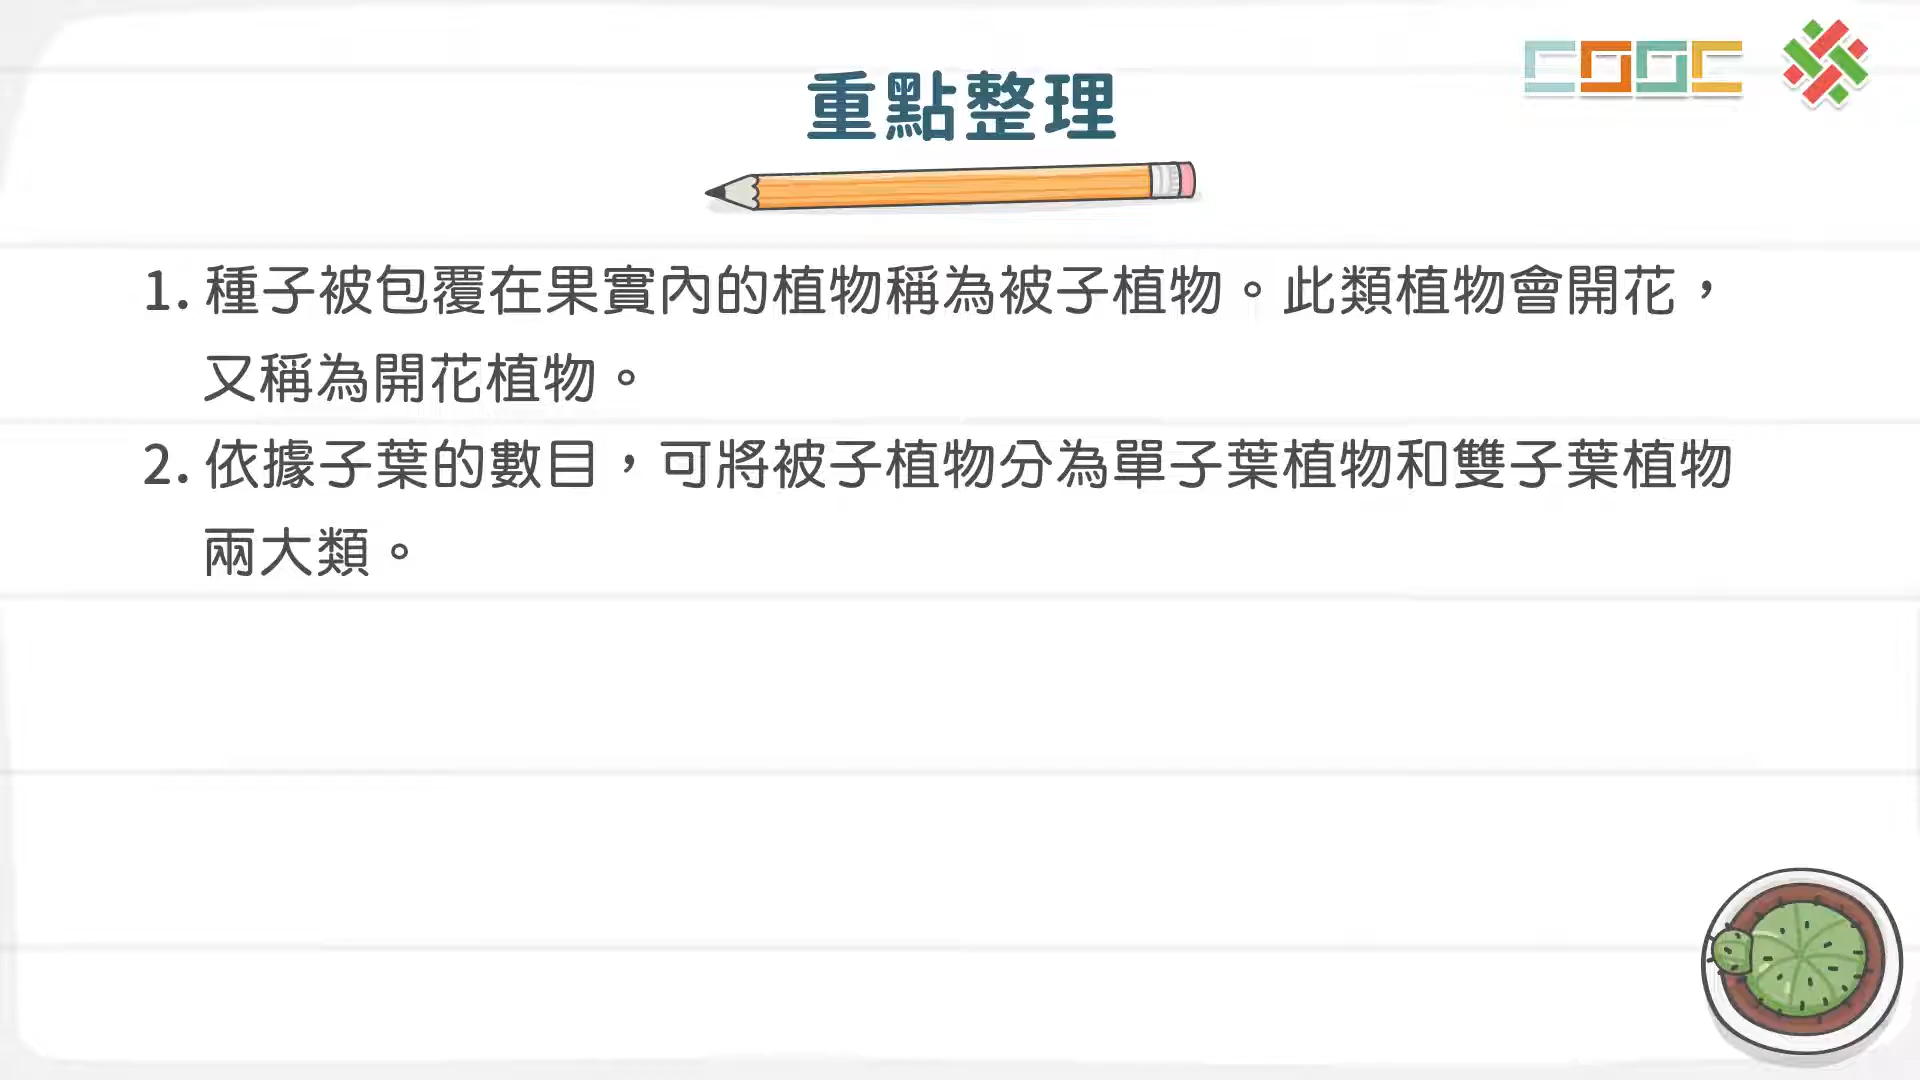 COOC
重點整理
1. 種子被包覆在果實內的植物稱為被子植物。此類植物會開花，
又稱為開花植物。
2. 依據子葉的數目，可將被子植物分為單子葉植物和雙子葉植物
兩大類。